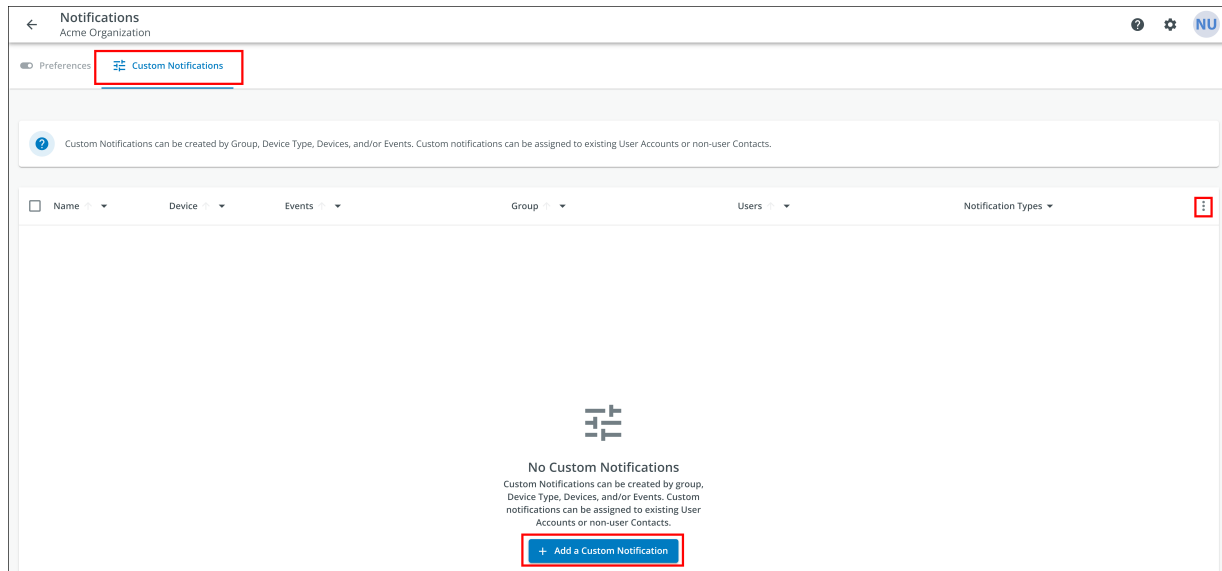 Notifications
Acme Organization
NU
Preferences
Custom Notifications
Custom Notifications can be created by Group, Device Type, Devices, and/or Events. Custom notifications can be assigned to existing User Accounts or non-user Contacts.
Name Device Events Group Users Notification Types
No Custom Notifications
Custom Notifications can be created by group,
Device Type, Devices, and/or Events. Custom
notifications can be assigned to existing User
Accounts or non-user Contacts.
+ Add a Custom Notification